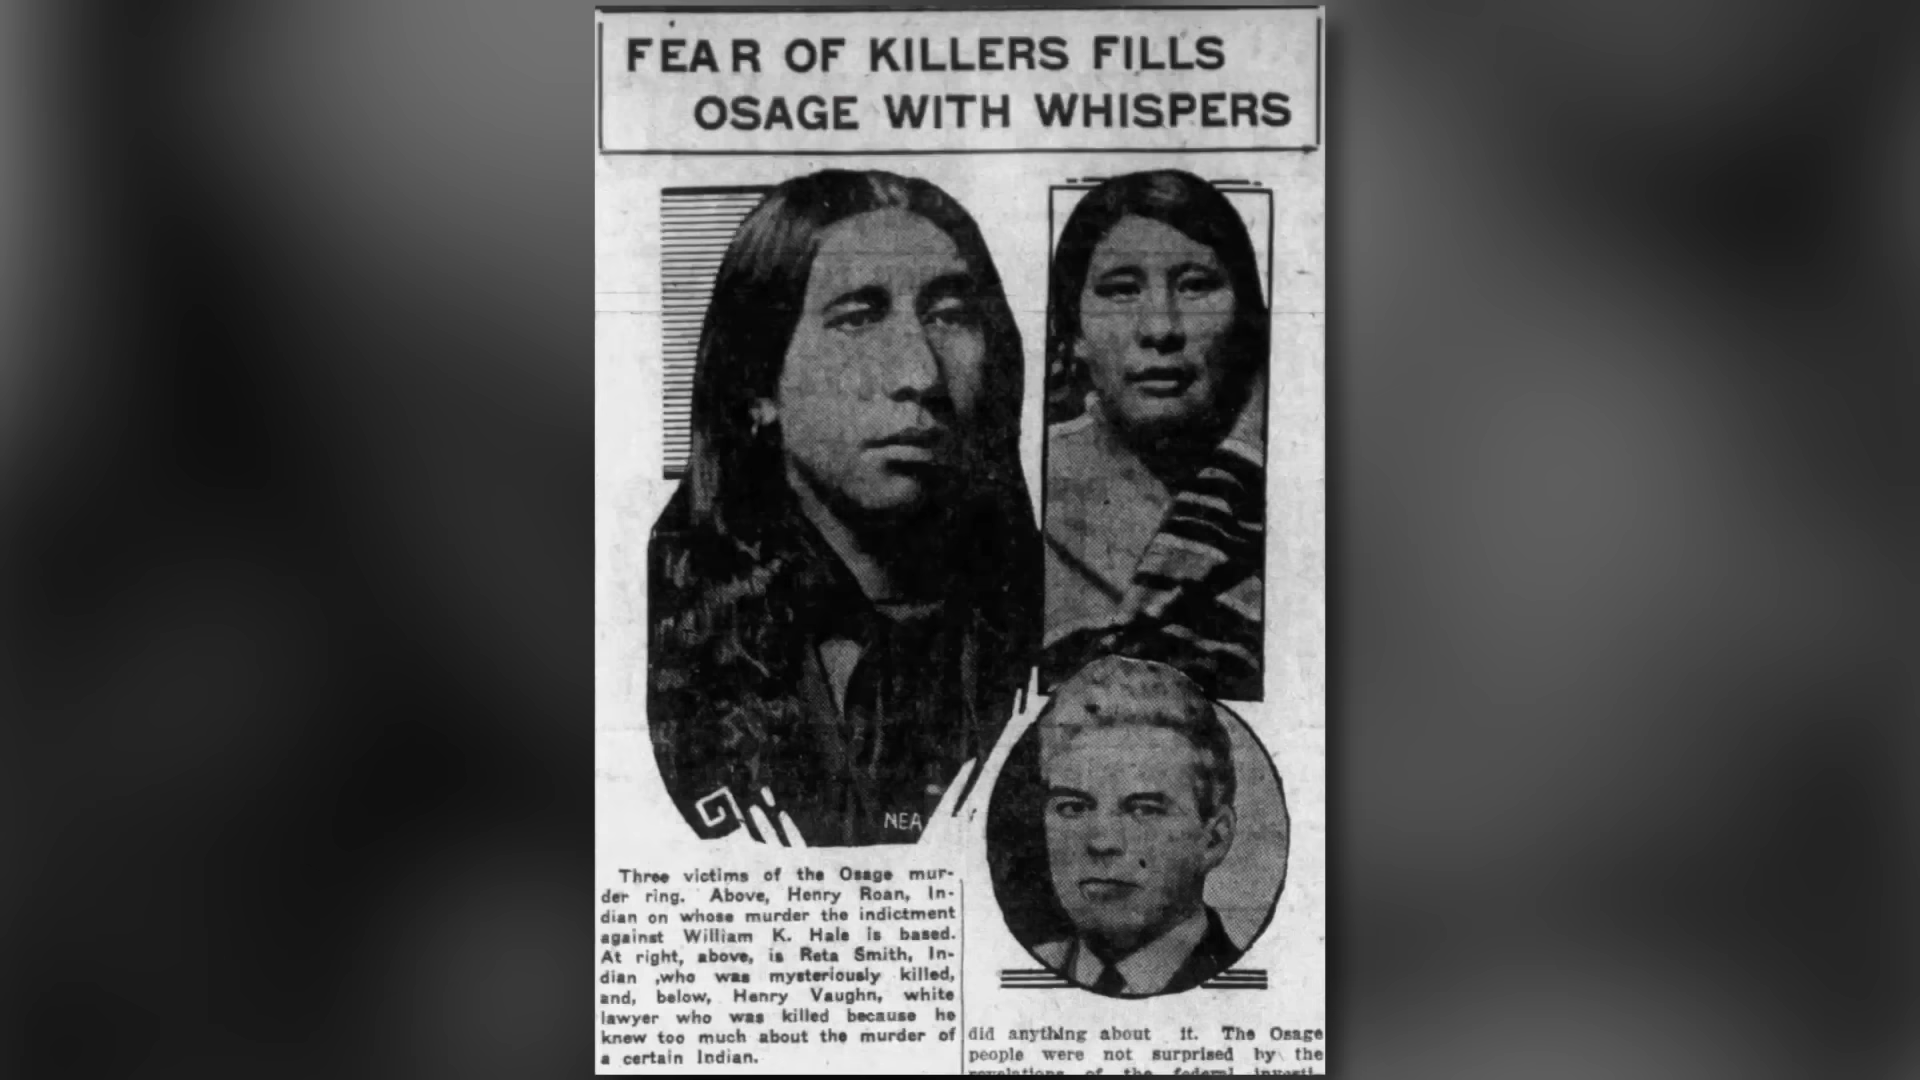 FEAR OF KILLERS FILLS
OSAGE WITH WHISPERS
NEA
Three victims of the Osage mur-
der ring. Above, Henry Roan, In-
dian on whose murder the indictment
against William K. Hale is based.
At right, above, is Reta Smith, In-
dian ,who was mysteriously killed,
and, below, Henry Vaughn, white
lawyer who was killed because he
knew too much about the murder of
a certain Indian.
did anything about it. The Osage
people were not surprised by the
revelations of the federal investi-